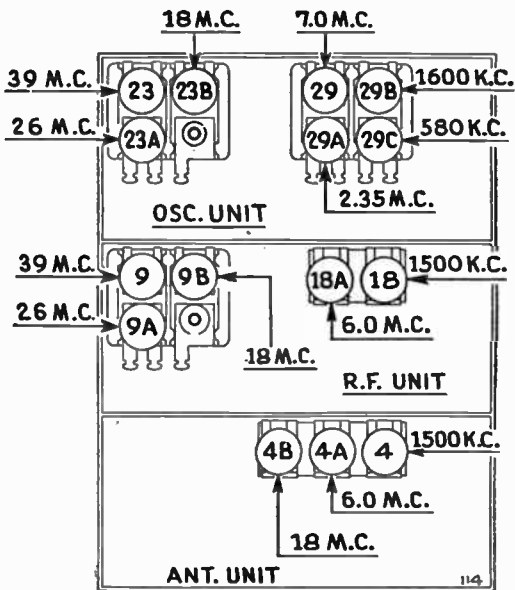 18 M.C.
7.0 M.C.
39 M.C.
23
23B
29
29B
1600 K.C.
26 M.C.
23A
29A
29C
580 K.C.
2.35 M.C.
OSC. UNIT
39 M.C.
9
9B
18A
18
1500 K.C.
26 M.C.
9A
6.0 M.C.
18 M.C.
R.F. UNIT
4B
4A
4
1500 K.C.
6.0 M.C.
18 M.C.
ANT. UNIT
114